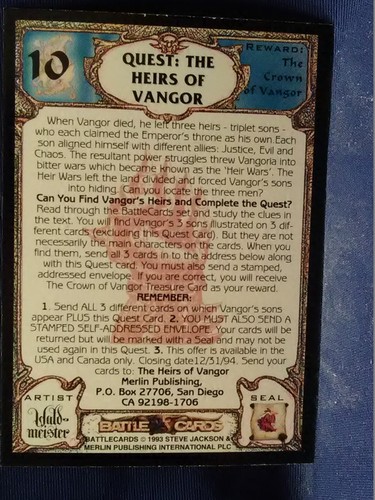 10
QUEST: THE
HEIRS OF
VANGOR
REWARD:
The
Crown
of Vangor
When Vangor died, he left three heirs - triplet sons -
who each claimed the Emperor's throne as his own.Each
son aligned himself with different allies: Justice, Evil and
Chaos. The resultant power struggles threw Vangoria into
bitter wars which became known as the 'Heir Wars'. The
Heir Wars left the land divided and forced Vangor's sons
into hiding. Can you locate the three men?
Can You Find Vangor's Heirs and Complete the Quest?
Read through the BattleCards set, and study the clues in
the text. You will find Vangor's 3 sons illustrated on 3 dif-
ferent cards (excluding this Quest Card). But they are not
necessarily the main characters on the cards. When you
find them, send all 3 cards in to the address below along
with this Quest card. You must also send a stamped,
addressed envelope. If you are correct, you will receive
The Crown of Vangor Treasure Card as your reward.
REMEMBER:
1. Send ALL 3 different cards on which Vangor's sons
appear PLUS this Quest Card. 2. YOU MUST ALSO SEND A
STAMPED SELF-ADDRESSED ENVELOPE. Your cards will be
returned but will be marked with a Seal and may not be
used again in this Quest. 3. This offer is available in the
USA and Canada only. Closing date12/31/94. Send your
cards to: The Heirs of Vangor
Merlin Publishing,
P.O. Box 27706, San Diego
CA 92198-1706
ARTIST
Wald-
meister
SEAL
BATTLE CARDS
BATTLECARDS © 1993 STEVE JACKSON &
MERLIN PUBLISHING INTERNATIONAL PLC